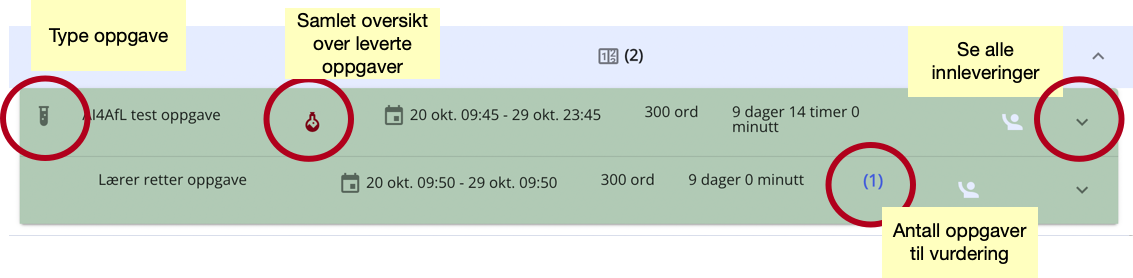 Type oppgave
Samlet oversikt
over leverte
oppgaver
(2)
Se alle
innleveringer
AI4AfL test oppgave
20 okt. 09:45 - 29 okt. 23:45
300 ord
9 dager 14 timer 0
minutt
Lærer retter oppgave
20 okt. 09:50 - 29 okt. 09:50
300 ord
9 dager 0 minutt
(1)
Antall oppgaver
til vurdering